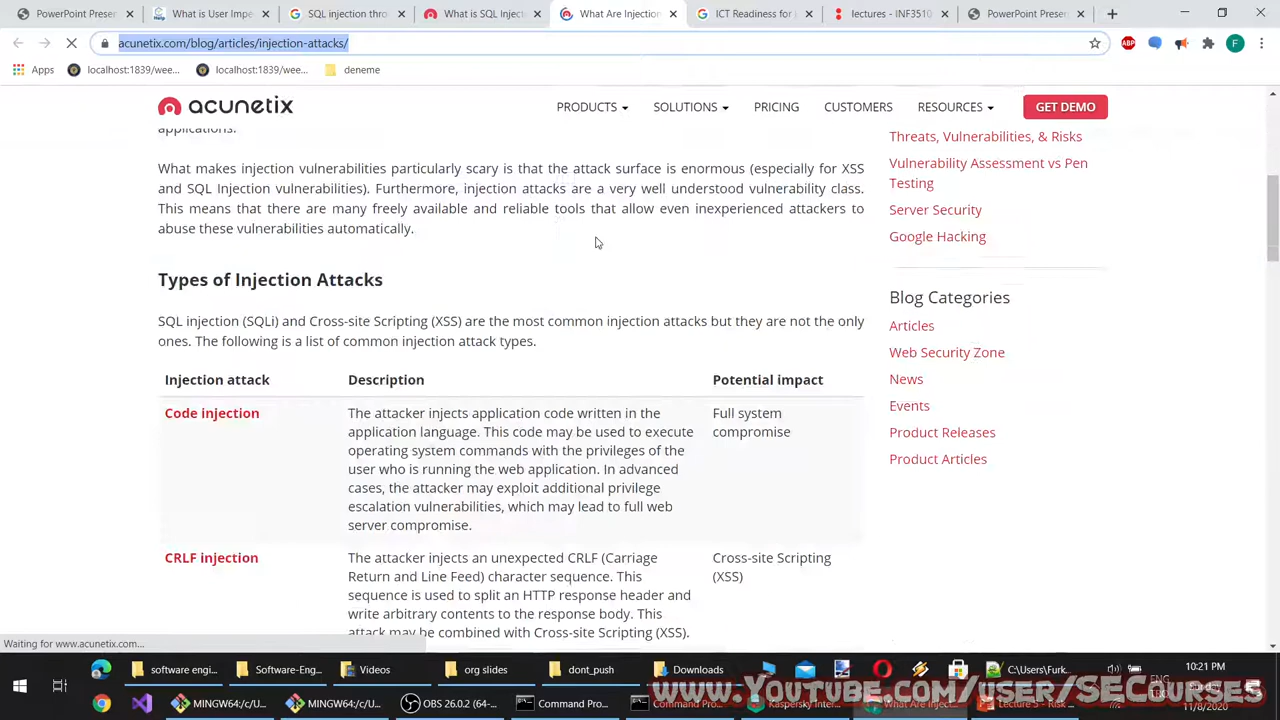 PowerPoint Preser
What is User Impe
SQL injection thro
What is SQL Injec
What Are Injection
ICT Readiness for
lectures - INF3510
PowerPoint Presen
acunetix.com/blog/articles/injection-attacks/
ABP
F
Apps
localhost:1839/wee...
localhost:1839/wee...
deneme
acunetix
PRODUCTS
SOLUTIONS
PRICING
CUSTOMERS
RESOURCES
GET DEMO
applications.
What makes injection vulnerabilities particularly scary is that the attack surface is enormous (especially for XSS
and SQL Injection vulnerabilities). Furthermore, injection attacks are a very well understood vulnerability class.
This means that there are many freely available and reliable tools that allow even inexperienced attackers to
abuse these vulnerabilities automatically.
Types of Injection Attacks
SQL injection (SQLi) and Cross-site Scripting (XSS) are the most common injection attacks but they are not the only
ones. The following is a list of common injection attack types.
Injection attack
Description
Potential impact
Code injection
The attacker injects application code written in the
application language. This code may be used to execute
operating system commands with the privileges of the
user who is running the web application. In advanced
cases, the attacker may exploit additional privilege
escalation vulnerabilities, which may lead to full web
server compromise.
Full system
compromise
CRLF injection
The attacker injects an unexpected CRLF (Carriage
Return and Line Feed) character sequence. This
sequence is used to split an HTTP response header and
write arbitrary contents to the response body. This
attack may be combined with Cross-site Scripting (XSS).
Cross-site Scripting
(XSS)
Threats, Vulnerabilities, & Risks
Vulnerability Assessment vs Pen
Testing
Server Security
Google Hacking
Blog Categories
Articles
Web Security Zone
News
Events
Product Releases
Product Articles
Waiting for www.acunetix.com...
software engi...
Software-Eng...
Videos
org slides
dont_push
Downloads
C:\Users\Furk...
ENG
10:21 PM
MINGW64:/c/U...
MINGW64:/c/U...
OBS 26.0.2 (64-...
Command Pro...
Command Pro...
Kaspersky Inter...
What Are Inject...
Lecture 5 - Risk ...
11/8/2020
www.YouTube.com/user/SECourses